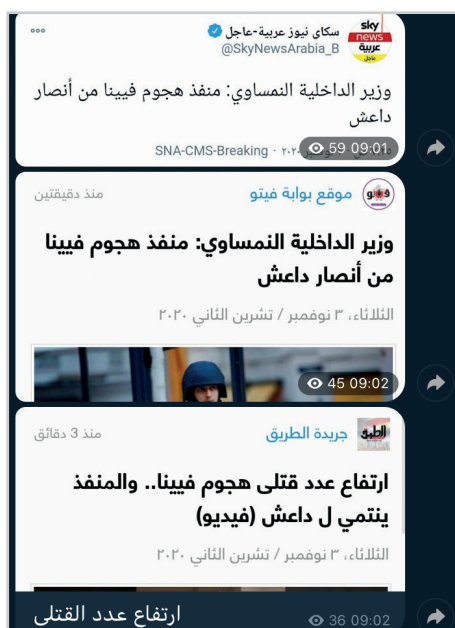 sky news عربية عاجل
سكاي نيوز عربية-عاجل
@SkyNewsArabia_B
وزير الداخلية النمساوي: منفذ هجوم فيينا من أنصار
داعش
SNA-CMS-Breaking ·
59 09:01
فيتو
موقع بوابة فيتو
منذ دقيقتين
وزير الداخلية النمساوي: منفذ هجوم فيينا
من أنصار داعش
الثلاثاء، ٣ نوفمبر / تشرين الثاني ٢٠٢٠
45 09:02
الطريق
جريدة الطريق
منذ 3 دقائق
ارتفاع عدد قتلى هجوم فيينا.. والمنفذ
ينتمي ل داعش (فيديو)
الثلاثاء، ٣ نوفمبر / تشرين الثاني ٢٠٢٠
ارتفاع عدد القتلى
36 09:02